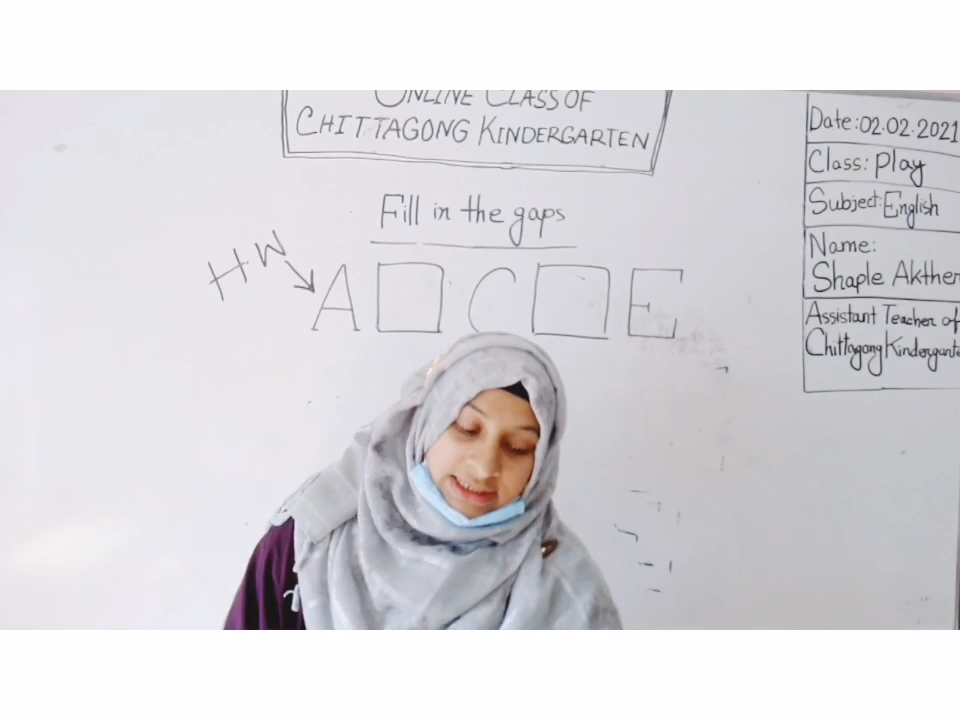 ONLINE CLASS OF
CHITTAGONG KINDERGARTEN
Fill in the gaps
HW
A C E
Date: 02.02.2021
Class: Play
Subject: English
Name:
Shaple Akther
Assistant Teacher of
Chittagong Kindergarte